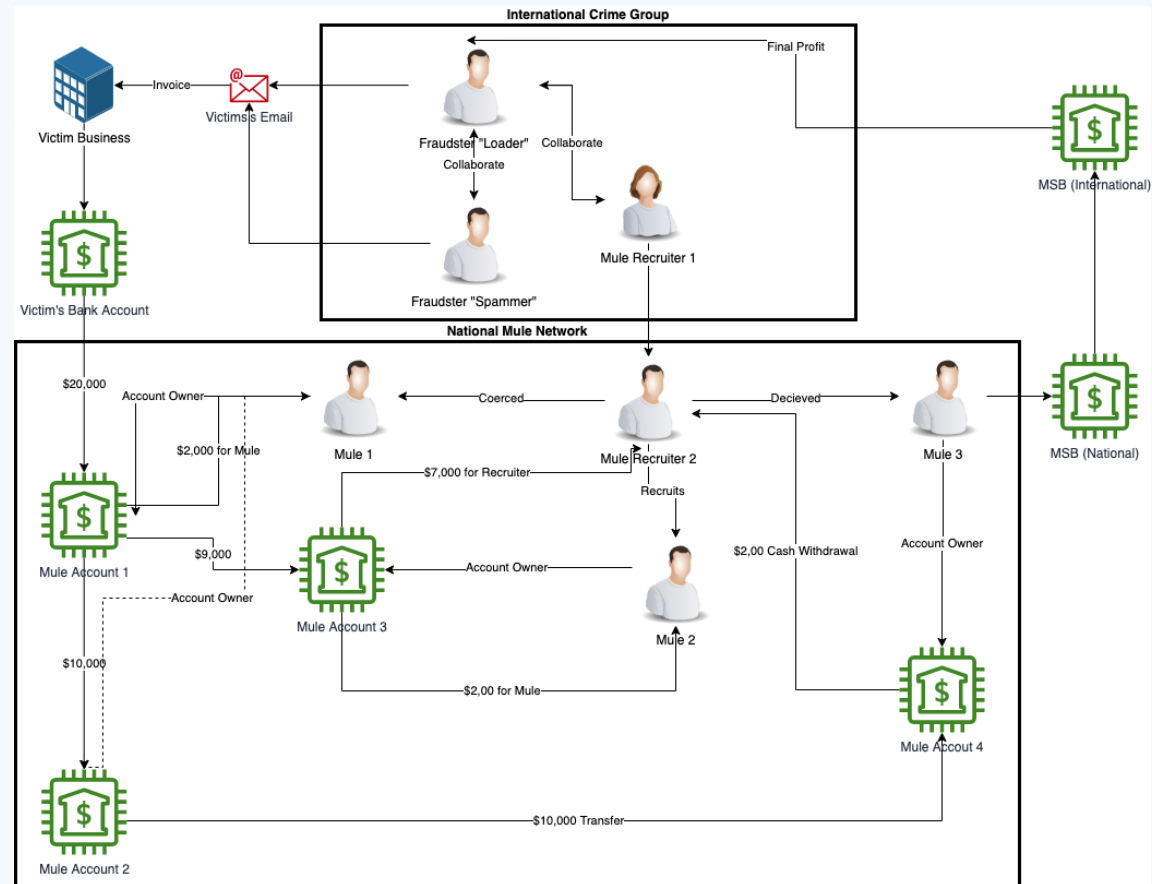 International Crime Group
Final Profit
@
Invoice
Victims's Email
Victim Business
Fraudster "Loader"
Collaborate
Collaborate
MSB (International)
Mule Recruiter 1
Fraudster "Spammer"
$
Victim's Bank Account
National Mule Network
$20,000
Account Owner
Coerced
Decieved
$2,000 for Mule
Mule 1
Mule Recruiter 2
Mule 3
MSB (National)
$7,000 for Recruiter
Recruits
$
Mule Account 1
$9,000
$2,00 Cash Withdrawal
Account Owner
Account Owner
$
Mule Account 3
Account Owner
Mule 2
$10,000
$2,00 for Mule
$
Mule Accout 4
$10,000 Transfer
$
Mule Account 2
$
$